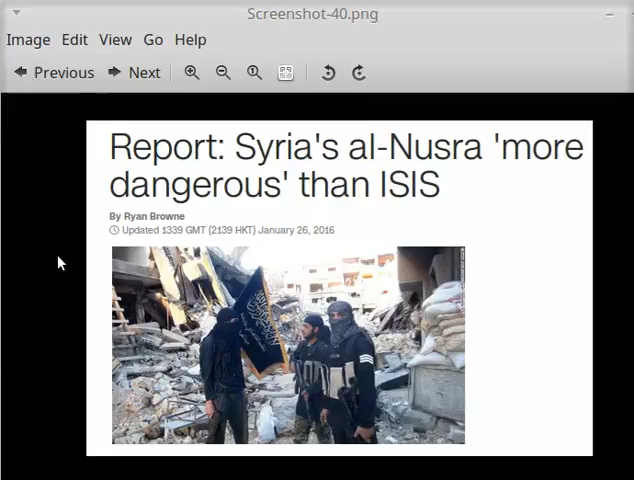 Screenshot-40.png
Image Edit View Go Help
Previous Next
Report: Syria's al-Nusra 'more
dangerous' than ISIS
By Ryan Browne
Updated 1339 GMT (2139 HKT) January 26, 2016